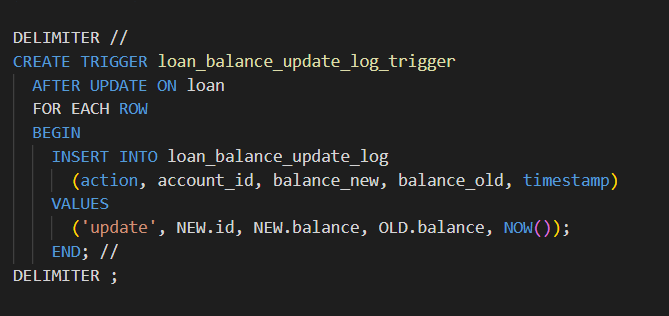 DELIMITER //
CREATE TRIGGER loan_balance_update_log_trigger
AFTER UPDATE ON loan
FOR EACH ROW
BEGIN
INSERT INTO loan_balance_update_log
(action, account_id, balance_new, balance_old, timestamp)
VALUES
('update', NEW.id, NEW.balance, OLD.balance, NOW());
END; //
DELIMITER ;